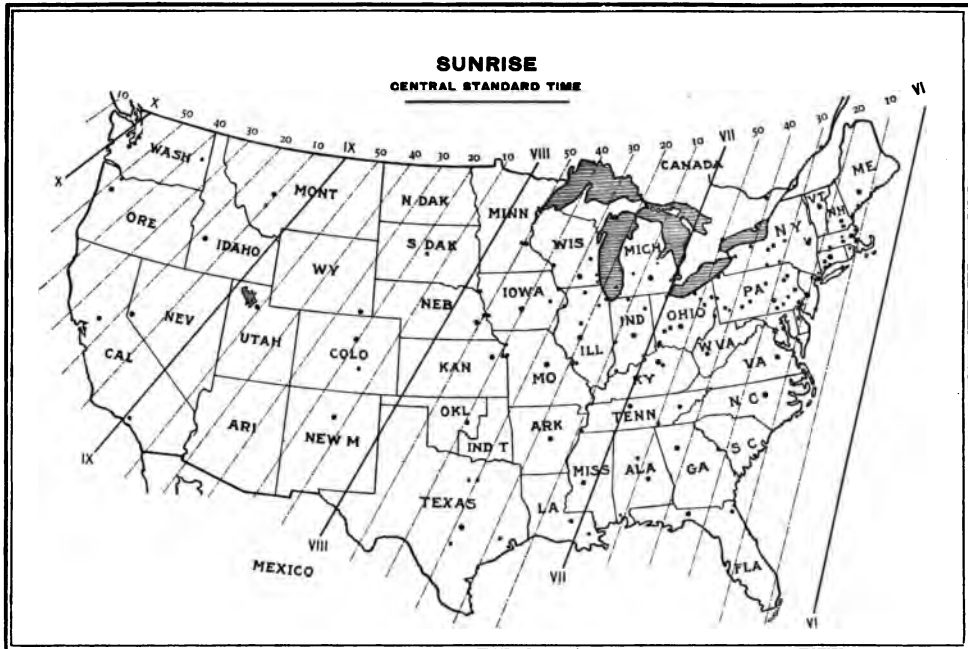 SUNRISE
CENTRAL STANDARD TIME
10 X 50 40 30 20 10 IX 50 40 30 20 10 VIII 50 40 30 20 10 VII 50 40 30 20 10 VI
CANADA
WASH
MONT
N. DAK
MINN
ME
VT
NH
X
ORE
IDAHO
S. DAK
WIS
MICH
N Y
WY
NEB
IOWA
PA
NEV
UTAH
COLO
ILL
IND
OHIO
W VA
VA
CAL
KAN
MO
KY
ARI
NEW M
OKL
IND T
ARK
TENN
N C
S C
IX
TEXAS
LA
MISS
ALA
GA
FLA
VIII
VII
VI
MEXICO